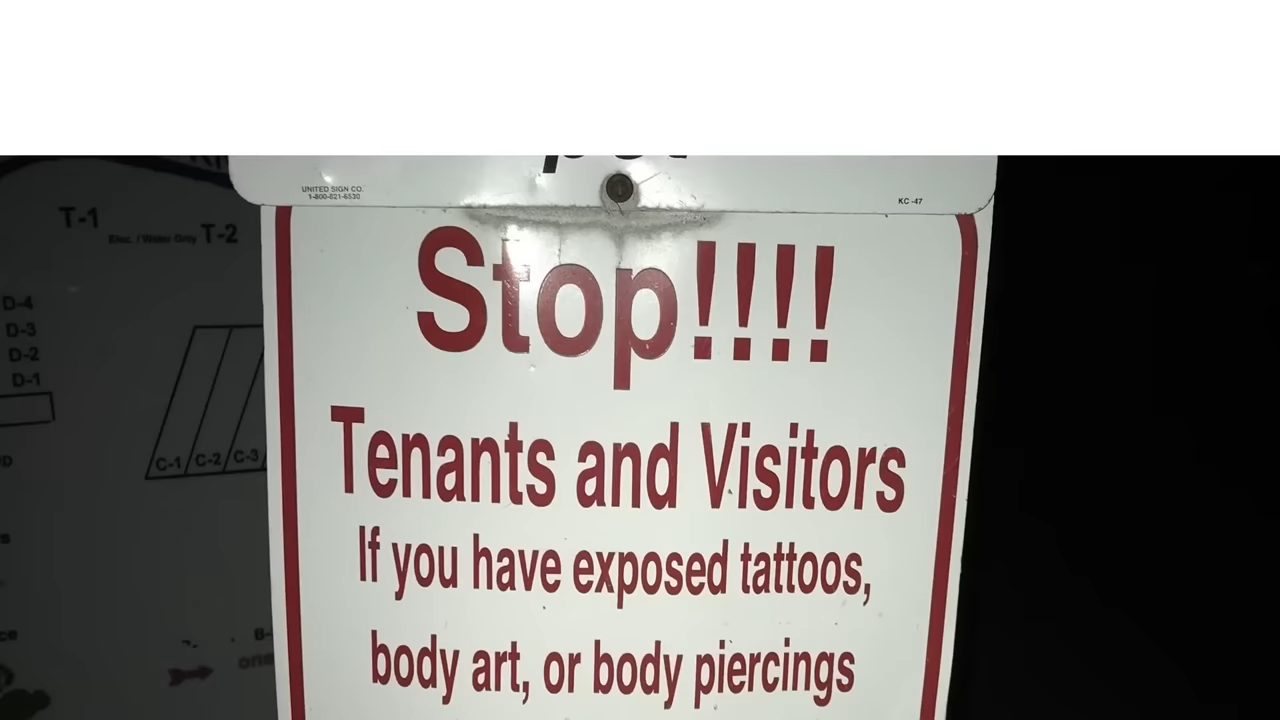 UNITED SIGN CO.
1-800-821-6530
KC-47
Stop!!!!
Tenants and Visitors
If you have exposed tattoos,
body art, or body piercings
T-1
Elec. / Water Only T-2
D-4
D-3
D-2
D-1
C-1 C-2 C-3